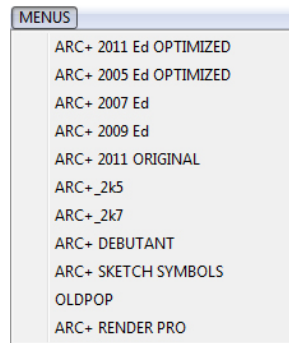 MENUS
ARC+ 2011 Ed OPTIMIZED
ARC+ 2005 Ed OPTIMIZED
ARC+ 2007 Ed
ARC+ 2009 Ed
ARC+ 2011 ORIGINAL
ARC+_2k5
ARC+_2k7
ARC+ DEBUTANT
ARC+ SKETCH SYMBOLS
OLDPOP
ARC+ RENDER PRO